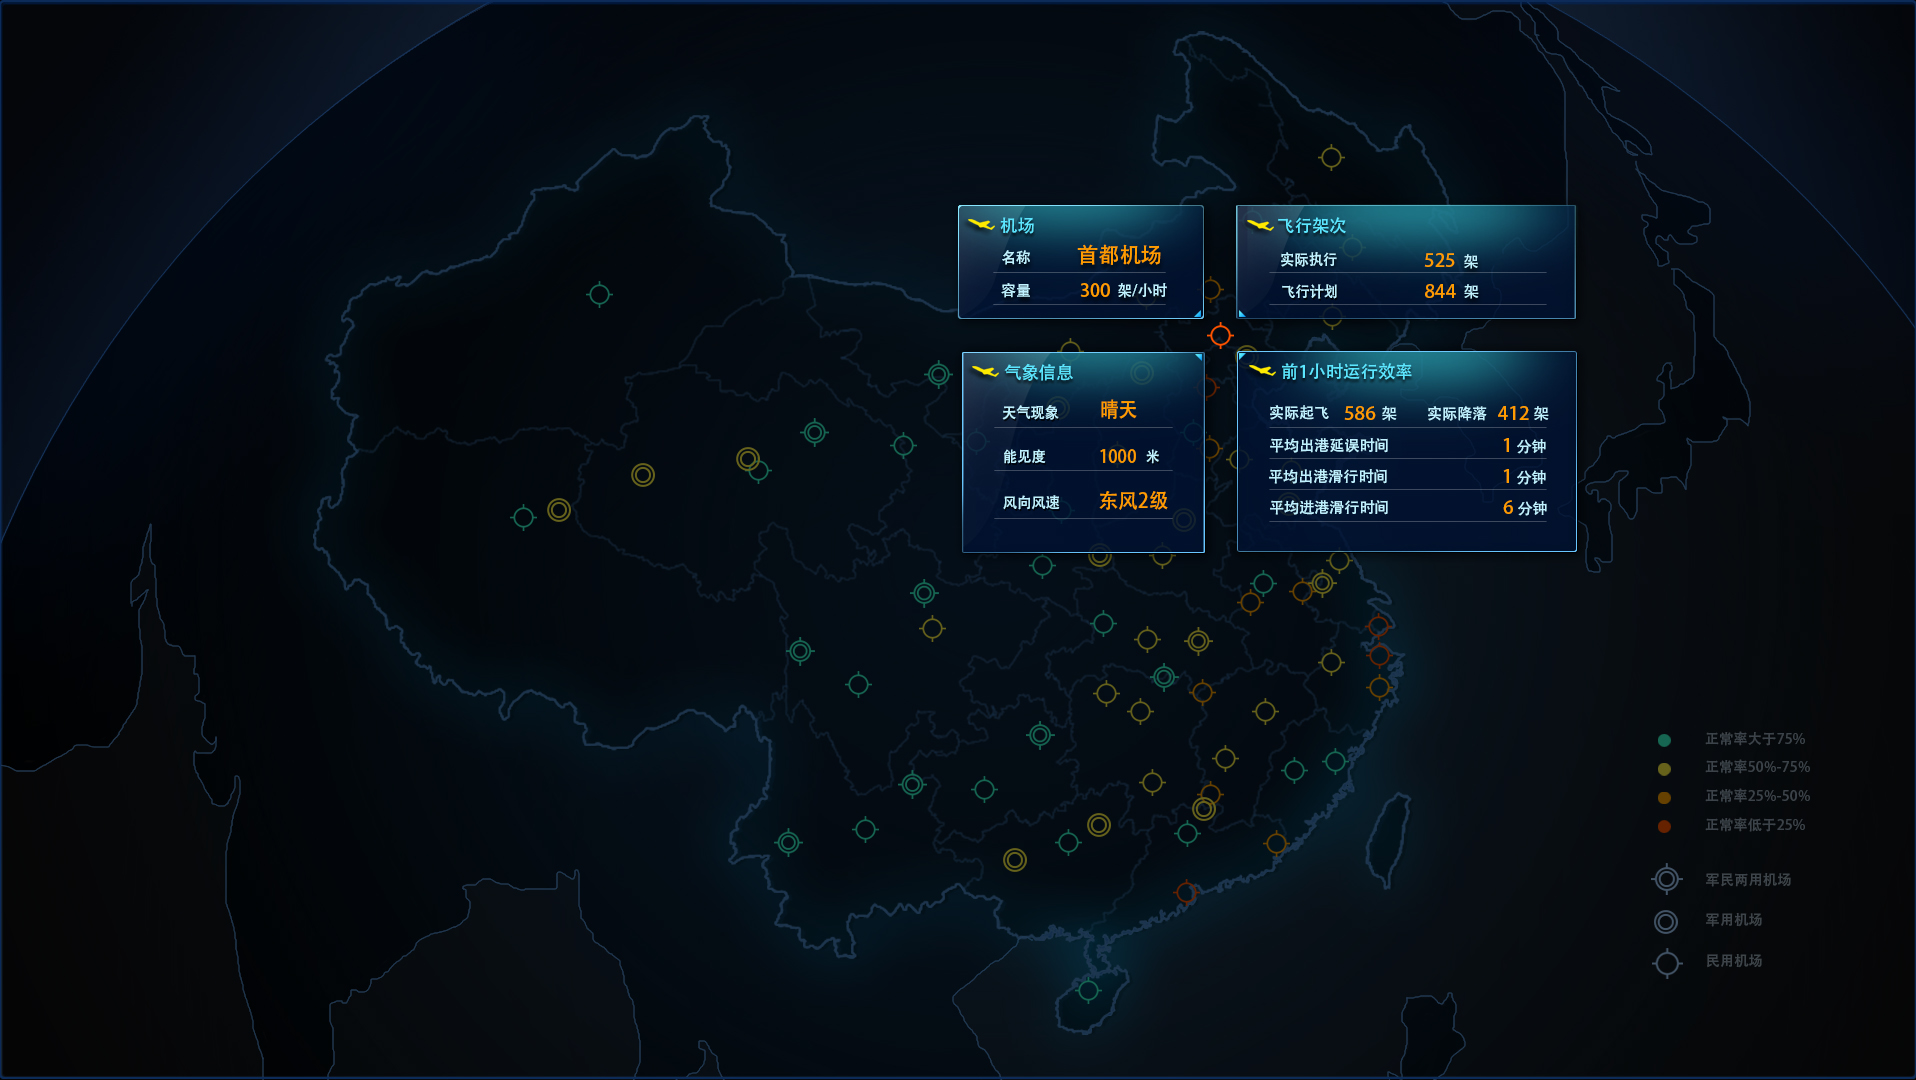 机场
名称 首都机场
容量 300 架/小时
飞行架次
实际执行 525 架
飞行计划 844 架
气象信息
天气现象 晴天
能见度 1000 米
风向风速 东风2级
前1小时运行效率
实际起飞 586 架 实际降落 412 架
平均出港延误时间 1 分钟
平均出港滑行时间 1 分钟
平均进港滑行时间 6 分钟
正常率大于75%
正常率50%-75%
正常率25%-50%
正常率低于25%
军民两用机场
军用机场
民用机场